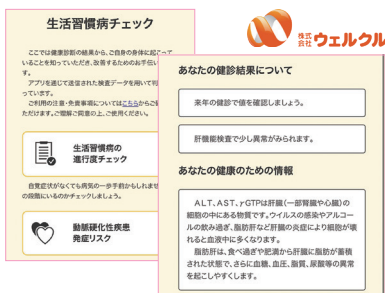 生活習慣病チェック
ここでは健康診断の結果から、ご自身の身体に起こって
いることを知っていただき、改善するためのお手伝い
す。
アプリを通じて送信された検査データを用いて判
っています。
ご利用の注意・免責事項についてはこちらからご
ただけます。ご理解ご同意の上、ご使用ください。
生活習慣病の
進行度チェック
自覚症状がなくても病気の一歩手前かもしれませ
の段階にいるのかチェックしましょう。
動脈硬化性疾患
発症リスク
株式会社ウェルクル
あなたの健診結果について
来年の健診で値を確認しましょう。
肝機能検査で少し異常がみられます。
あなたの健康のための情報
ALT、AST、γGTPは肝臓(一部腎臓や心臓)の
細胞の中にある物質です。ウイルスの感染やアルコー
ルの飲み過ぎ、脂肪肝など肝臓の炎症により細胞が壊
れると血液中に多くなります。
脂肪肝は、食べ過ぎや肥満から肝臓に脂肪が蓄積
された状態で、さらに血糖、血圧、脂質、尿酸等の異常
を起こしやすくします。